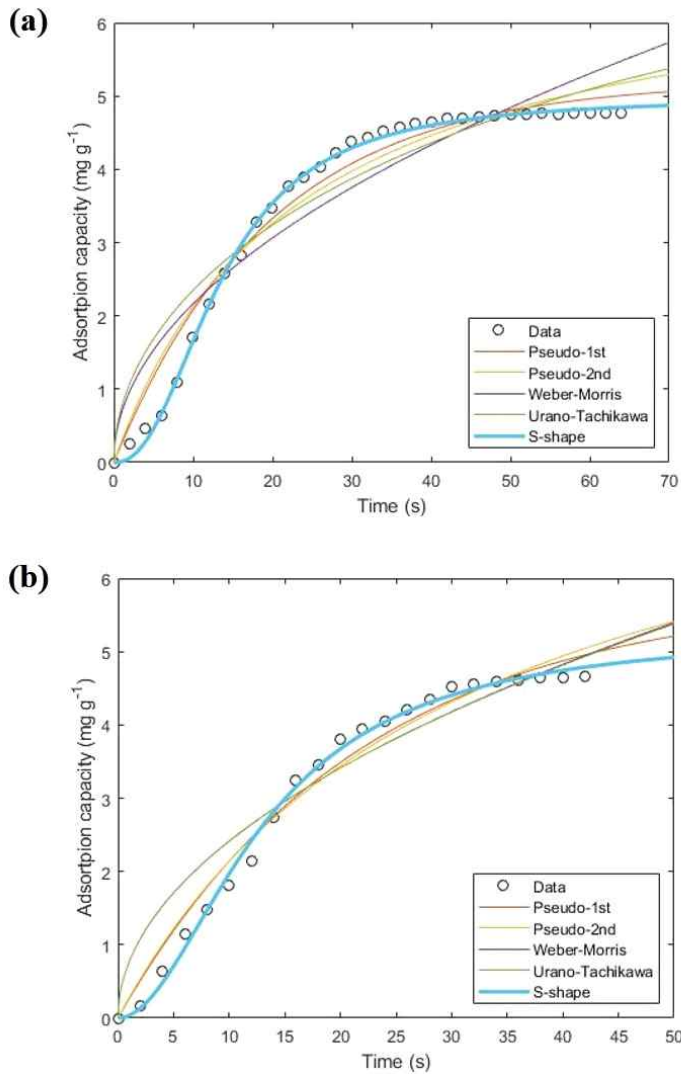 (a)
6
5
4
3
2
1
0
Adsortpion capacity (mg g-1)
Data
Pseudo-1st
Pseudo-2nd
Weber-Morris
Urano-Tachikawa
S-shape
0 10 20 30 40 50 60 70
Time (s)
(b)
6
5
4
3
2
1
0
Adsortpion capacity (mg g-1)
Data
Pseudo-1st
Pseudo-2nd
Weber-Morris
Urano-Tachikawa
S-shape
0 5 10 15 20 25 30 35 40 45 50
Time (s)